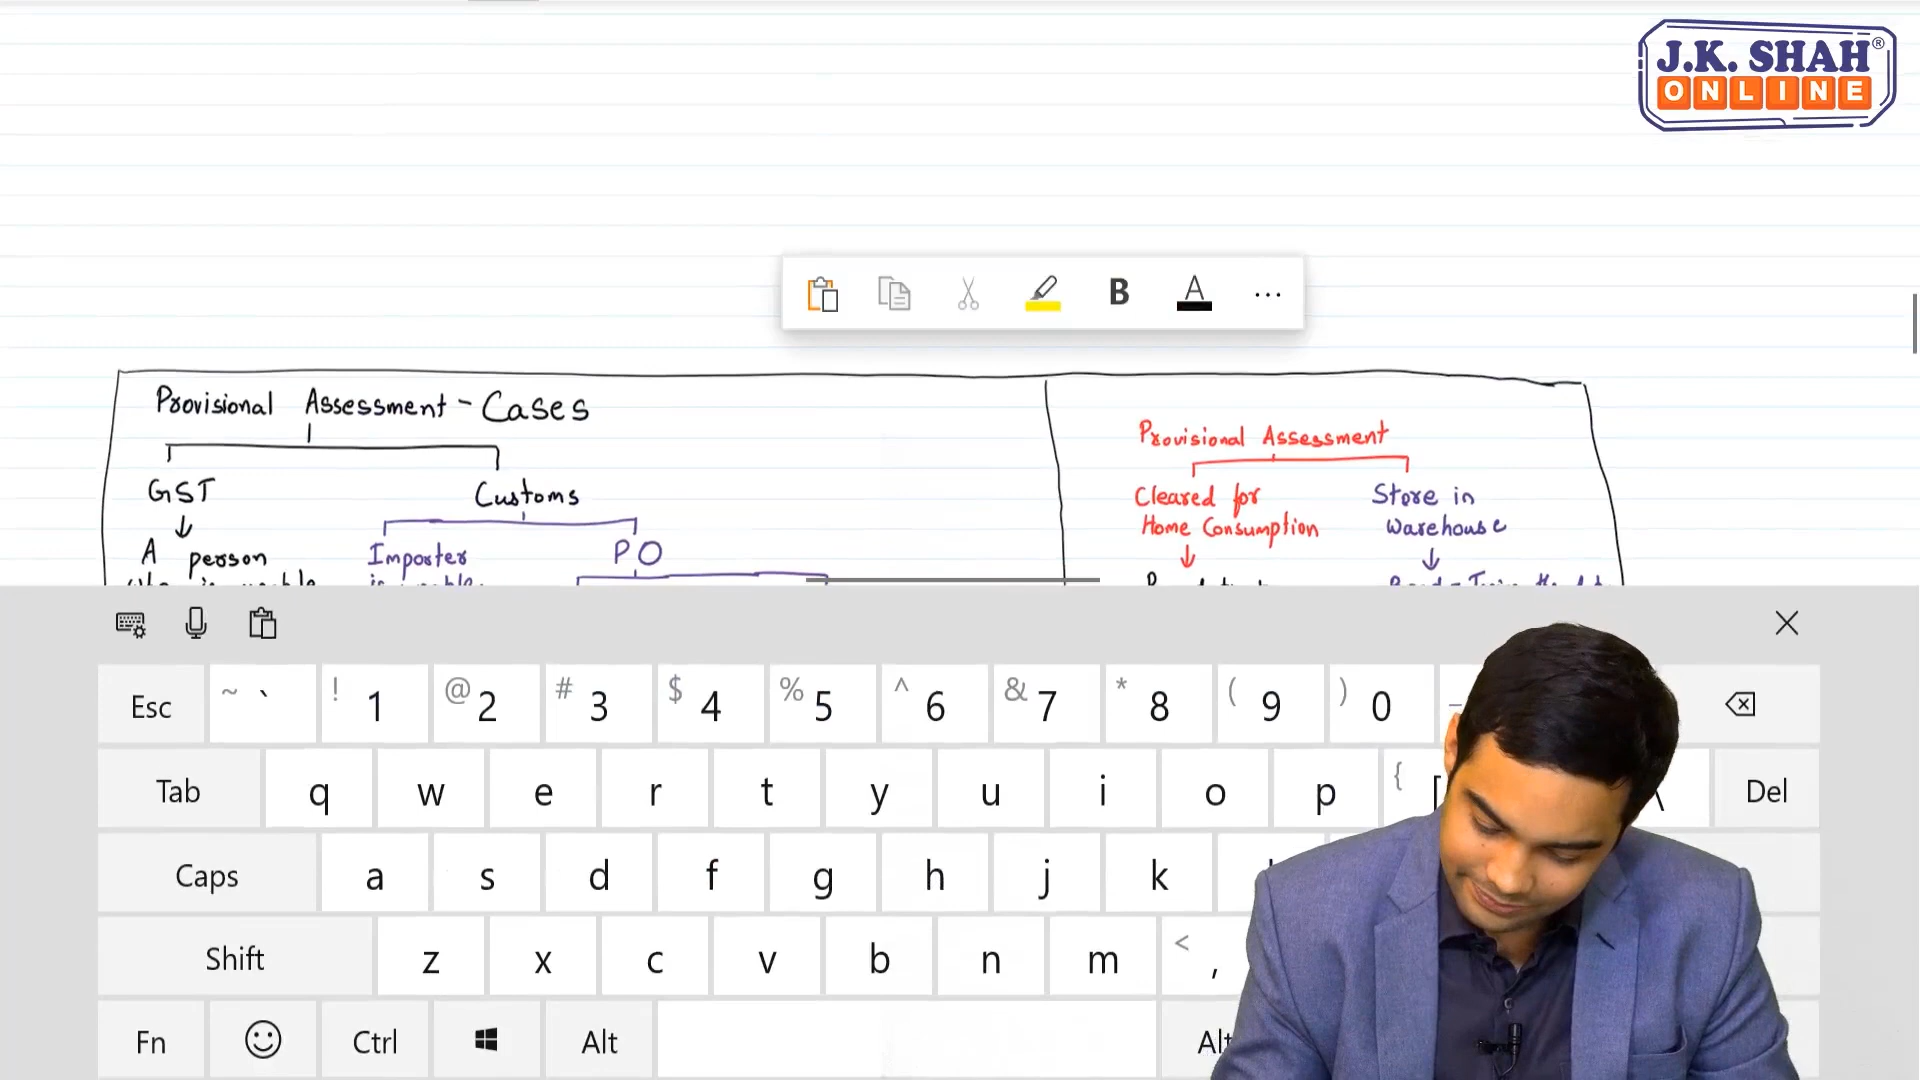 J.K. SHAH®
ONLINE
B A ...
Provisional Assessment - Cases
GST Customs
A person
Importer PO
Provisional Assessment
Cleared for Home Consumption
Store in Warehouse
Esc ~ ` ! 1 @ 2 # 3 $ 4 % 5 ^ 6 & 7 * 8 ( 9 ) 0
Tab q w e r t y u i o p { [ \ Del
Caps a s d f g h j k
Shift z x c v b n m < ,
Fn Ctrl Alt Alt